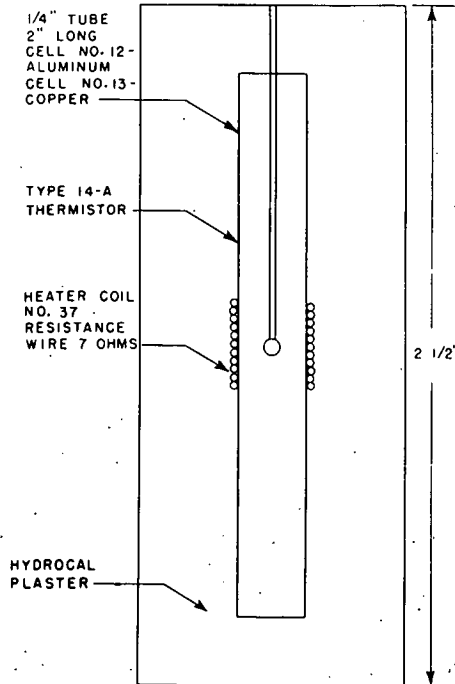 1/4" TUBE
2" LONG
CELL NO. 12-
ALUMINUM
CELL NO. 13-
COPPER
TYPE 14-A
THERMISTOR
HEATER COIL
NO. 37
RESISTANCE
WIRE 7 OHMS
2 1/2"
HYDROCAL
PLASTER